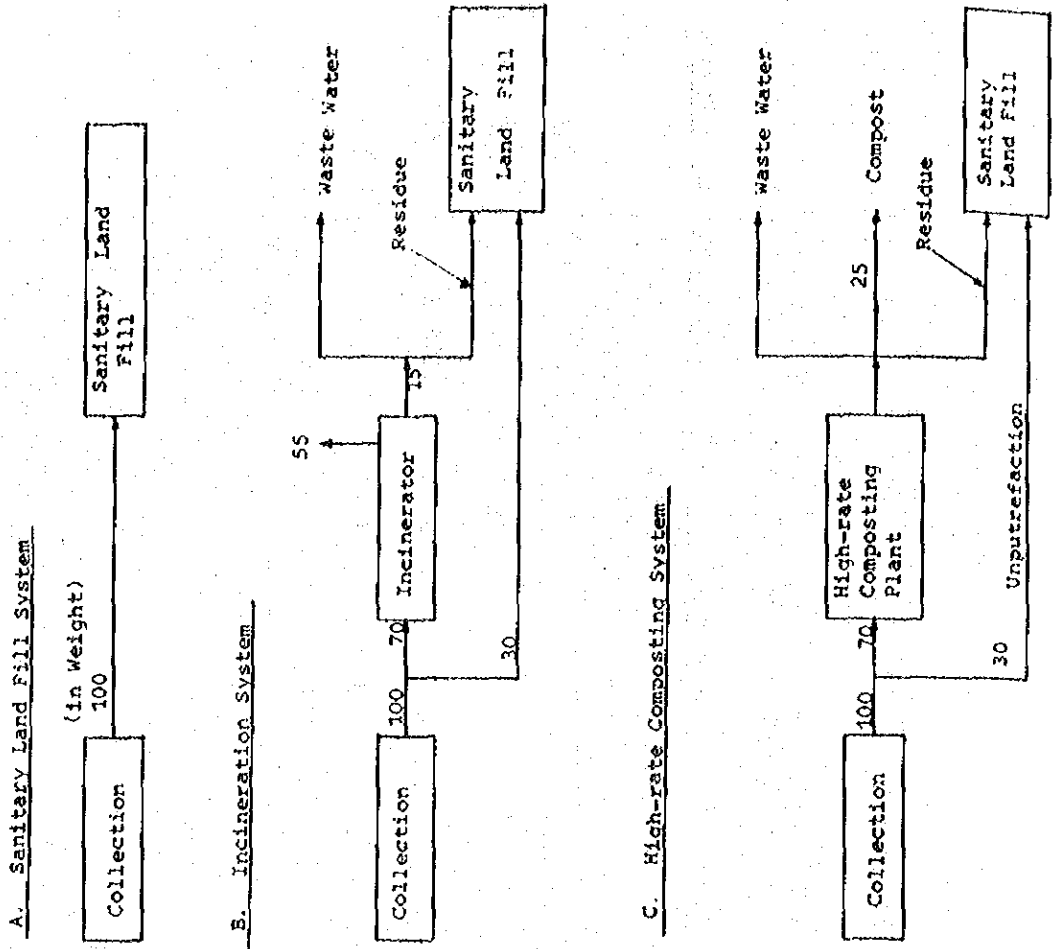 A. Sanitary Land Fill System
(in Weight)
Collection
100
Sanitary Land
Fill
B. Incineration System
Collection
100
70
30
Incinerator
55
15
Waste Water
Residue
Sanitary
Land Fill
C. High-rate Composting System
Collection
100
70
30
High-rate
Composting
Plant
Unputrefaction
Waste Water
25
Compost
Residue
Sanitary
Land Fill